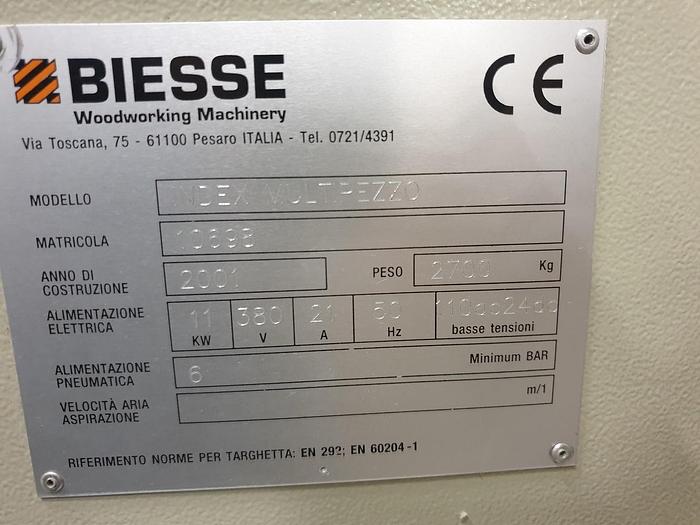 BIESSE
Woodworking Machinery
CE
Via Toscana, 75 - 61100 Pesaro ITALIA - Tel. 0721/4391
MODELLO INDEX MULTIPEZZO
MATRICOLA 10698
ANNO DI COSTRUZIONE 2001 PESO 2700 Kg
ALIMENTAZIONE ELETTRICA 11 KW 380 V 21 A 50 Hz basse tensioni
ALIMENTAZIONE PNEUMATICA 6 Minimum BAR
VELOCITÀ ARIA ASPIRAZIONE m/1
RIFERIMENTO NORME PER TARGHETTA: EN 292; EN 60204-1